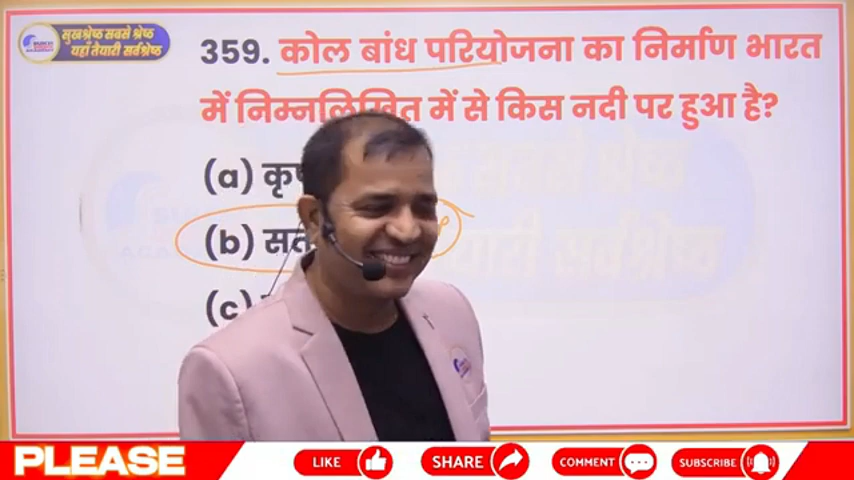 सुखश्रेष्ठ सबसे श्रेष्ठ
यहाँ तैयारी सर्वश्रेष्ठ
359. कोल बांध परियोजना का निर्माण भारत
में निम्नलिखित में से किस नदी पर हुआ है?
(a)
(b)
(c)
PLEASE LIKE SHARE COMMENT SUBSCRIBE